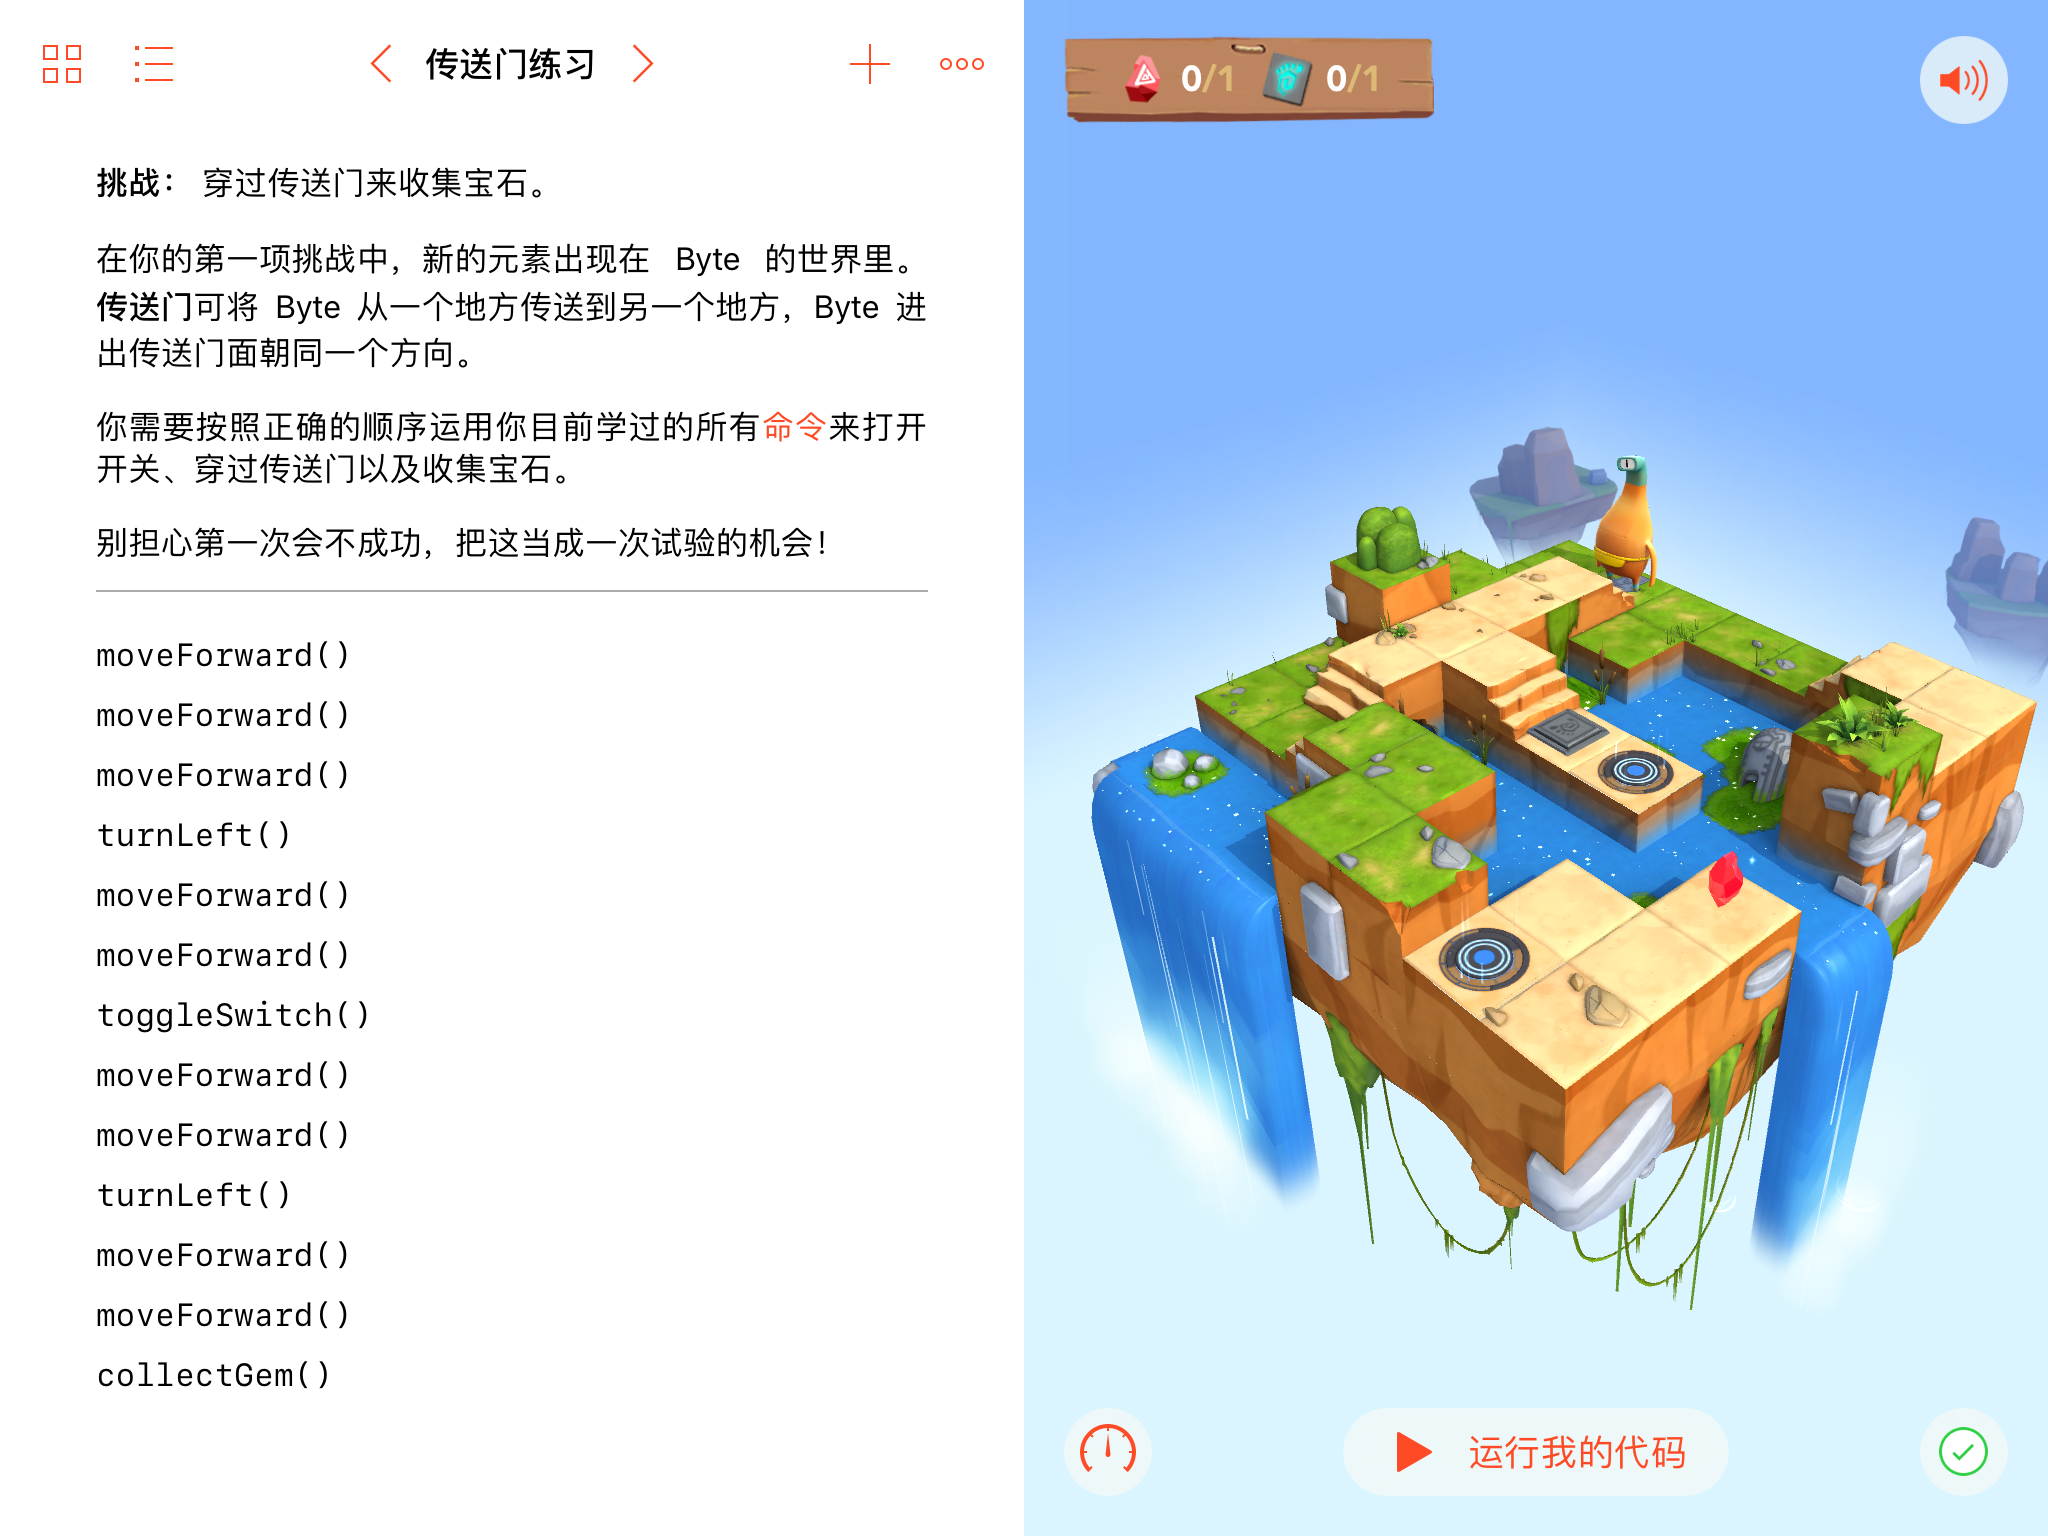 传送门练习
挑战： 穿过传送门来收集宝石。
在你的第一项挑战中，新的元素出现在 Byte 的世界里。
传送门可将 Byte 从一个地方传送到另一个地方，Byte 进
出传送门面朝同一个方向。
你需要按照正确的顺序运用你目前学过的所有命令来打开
开关、穿过传送门以及收集宝石。
别担心第一次会不成功，把这当成一次试验的机会！
moveForward()
moveForward()
moveForward()
turnLeft()
moveForward()
moveForward()
toggleSwitch()
moveForward()
moveForward()
turnLeft()
moveForward()
moveForward()
collectGem()
0/1 0/1
运行我的代码